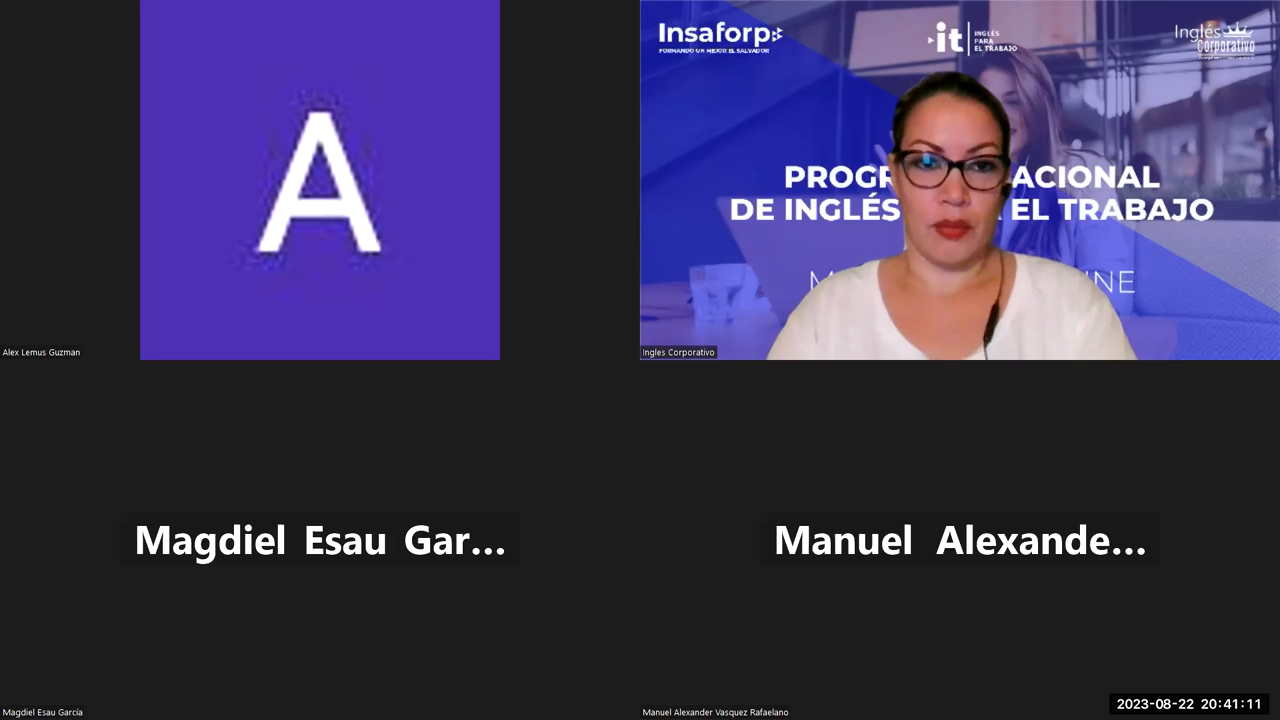 A
Alex Lemus Guzman
Insaforp
FORMANDO UN MEJOR EL SALVADOR
it
INGLÉS
PARA
EL TRABAJO
Inglés
Corporativo
PROGR ACIONAL
DE INGLÉS EL TRABAJO
M INE
Ingles Corporativo
Magdiel Esau Gar...
Magdiel Esau García
Manuel Alexande...
Manuel Alexander Vasquez Rafaelano
2023-08-22 20:41:11